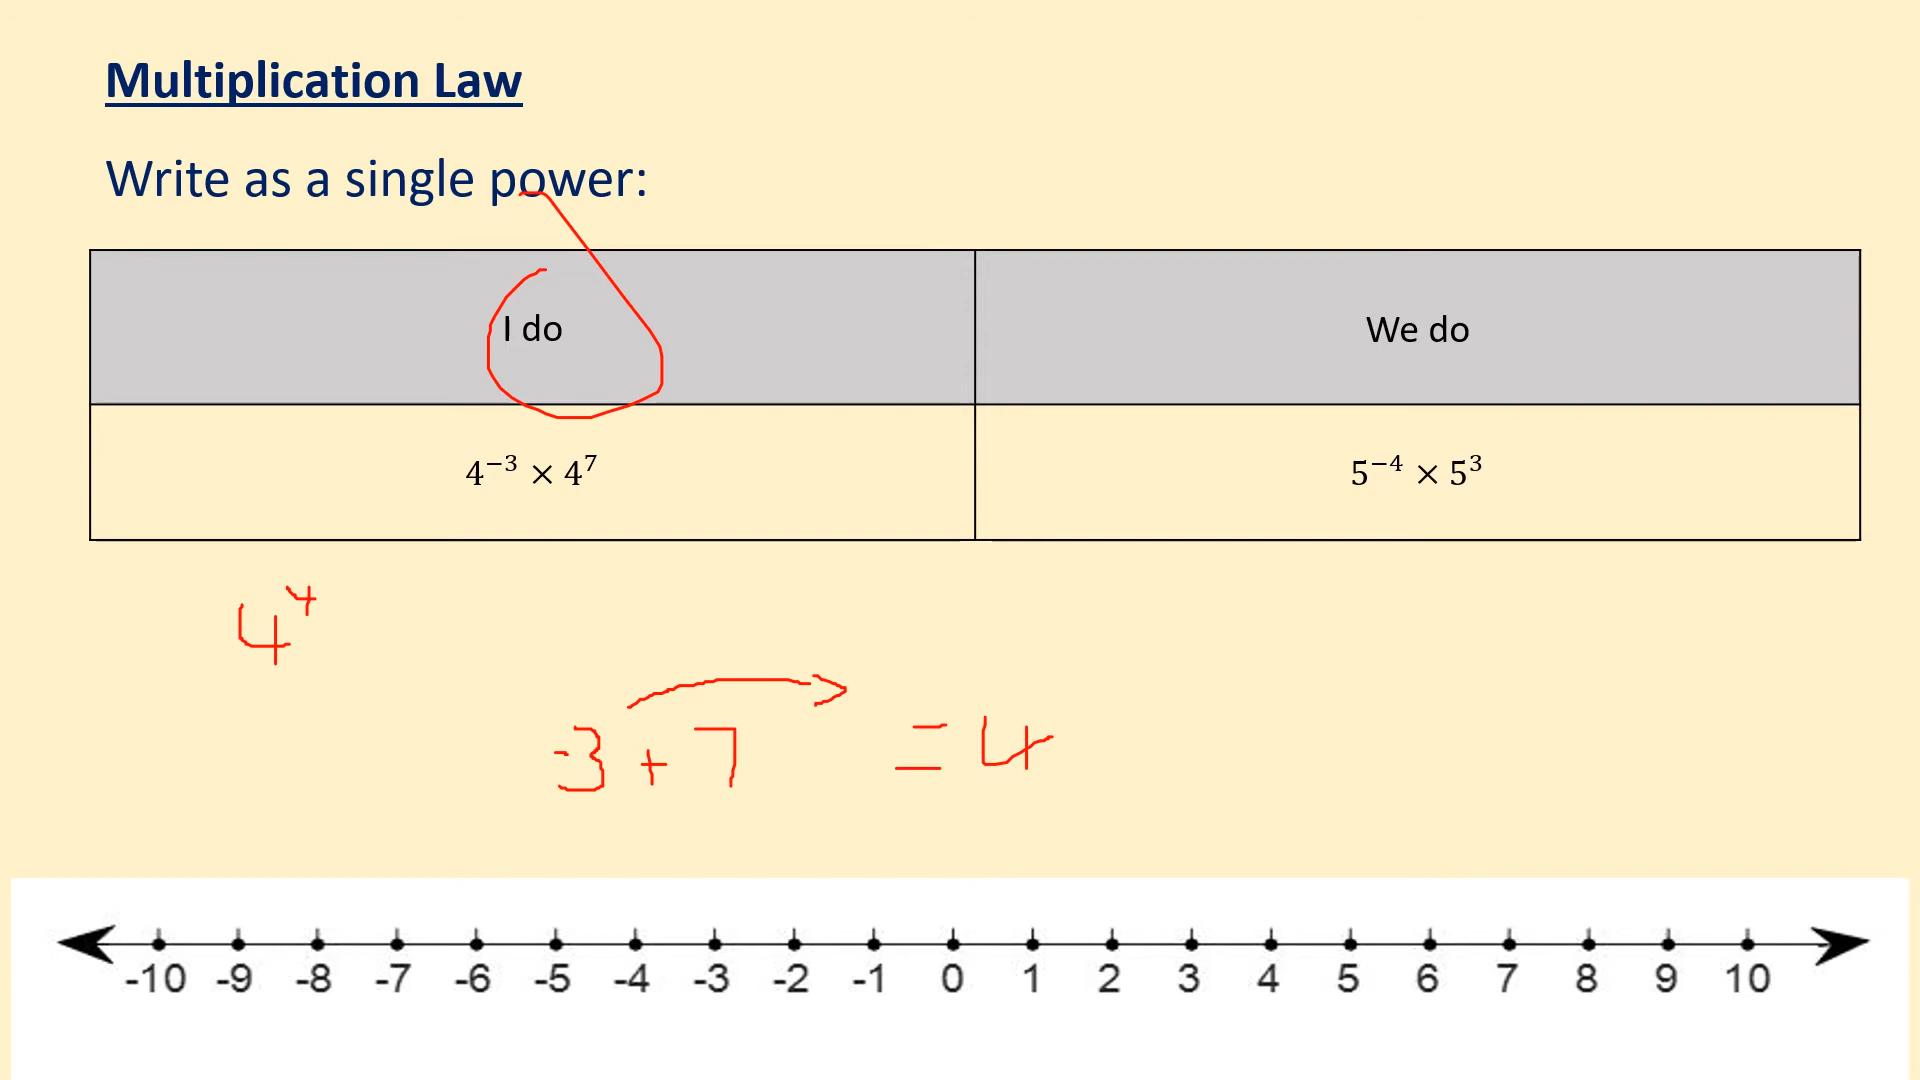 Multiplication Law
Write as a single power:
I do
We do
4⁻³ × 4⁷
5⁻⁴ × 5³
4⁴
-3 + 7 = 4
-10 -9 -8 -7 -6 -5 -4 -3 -2 -1 0 1 2 3 4 5 6 7 8 9 10